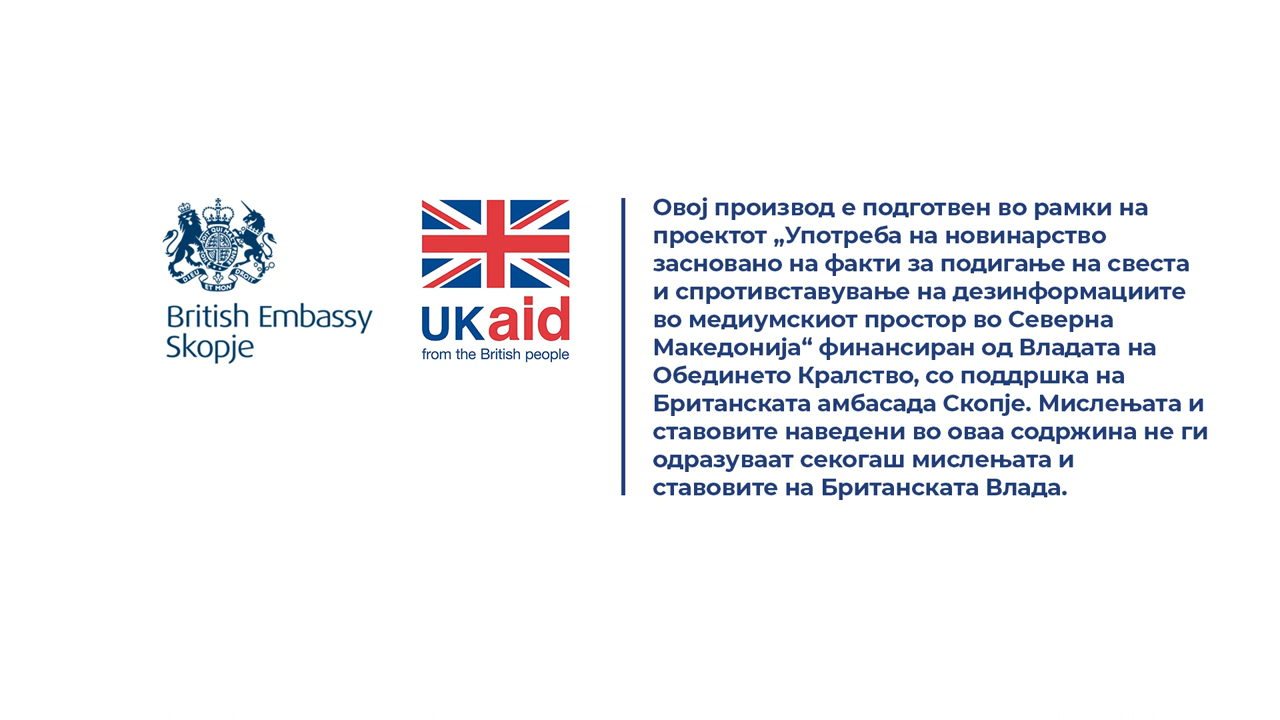 British Embassy
Skopje
UKaid
from the British people
Овој производ е подготвен во рамки на
проектот „Употреба на новинарство
засновано на факти за подигање на свеста
и спротивставување на дезинформациите
во медиумскиот простор во Северна
Македонија“ финансиран од Владата на
Обединето Кралство, со поддршка на
Британската амбасада Скопје. Мислењата и
ставовите наведени во оваа содржина не ги
одразуваат секогаш мислењата и
ставовите на Британската Влада.